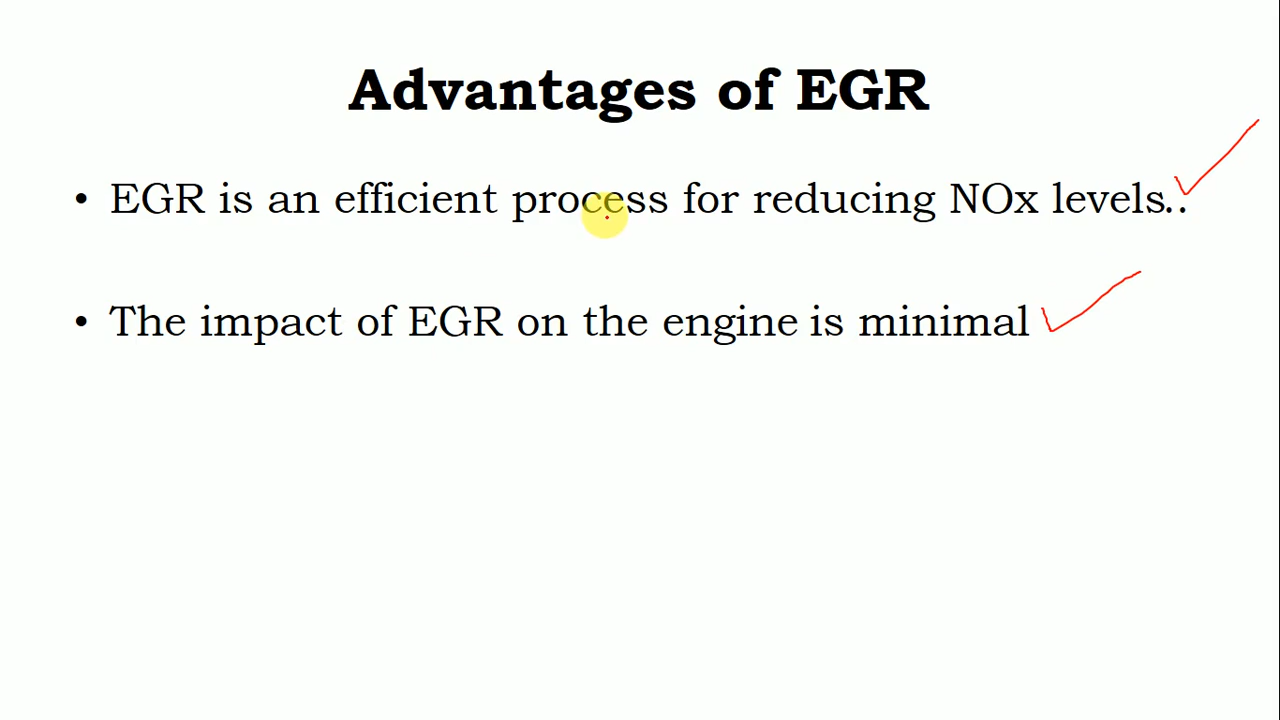 Advantages of EGR
• EGR is an efficient process for reducing NOx levels..
• The impact of EGR on the engine is minimal